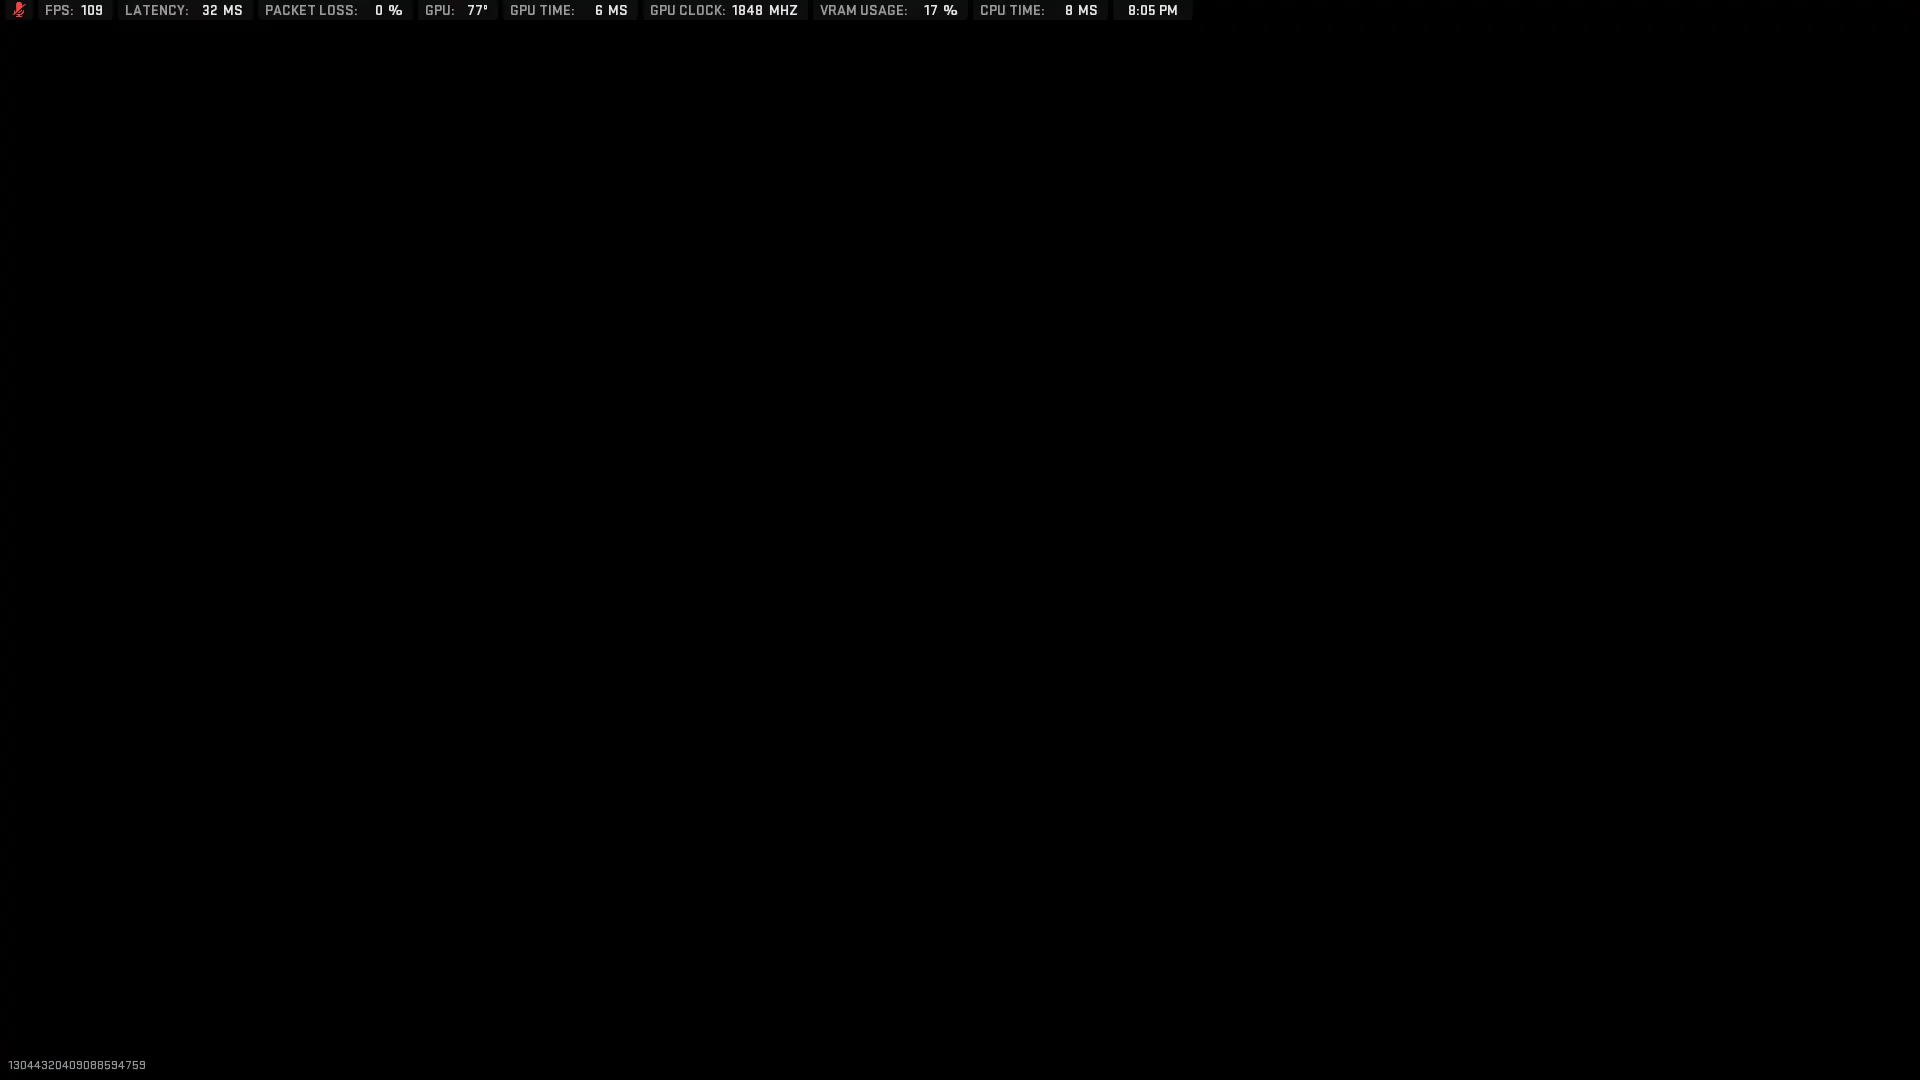 FPS: 109 LATENCY: 32 MS PACKET LOSS: 0 % GPU: 77° GPU TIME: 6 MS GPU CLOCK: 1848 MHZ VRAM USAGE: 17 % CPU TIME: 8 MS 8:05 PM
13044320409088594759